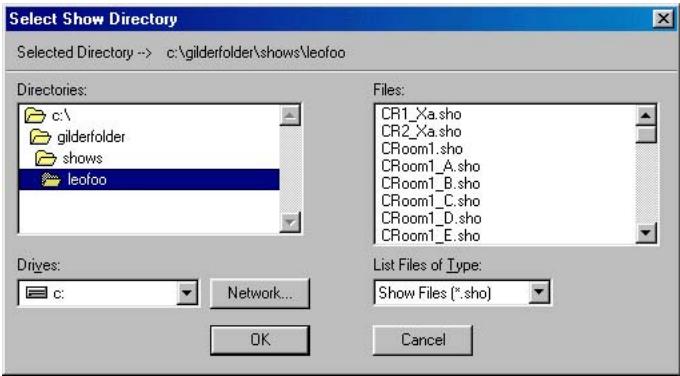 Select Show Directory
Selected Directory --> c:\gilderfolder\shows\leofoo
Directories:
c:\
gilderfolder
shows
leofoo
Files:
CR1_Xa.sho
CR2_Xa.sho
CRoom1.sho
CRoom1_A.sho
CRoom1_B.sho
CRoom1_C.sho
CRoom1_D.sho
CRoom1_E.sho
Drives:
c:
Network...
List Files of Type:
Show Files (*.sho)
OK
Cancel